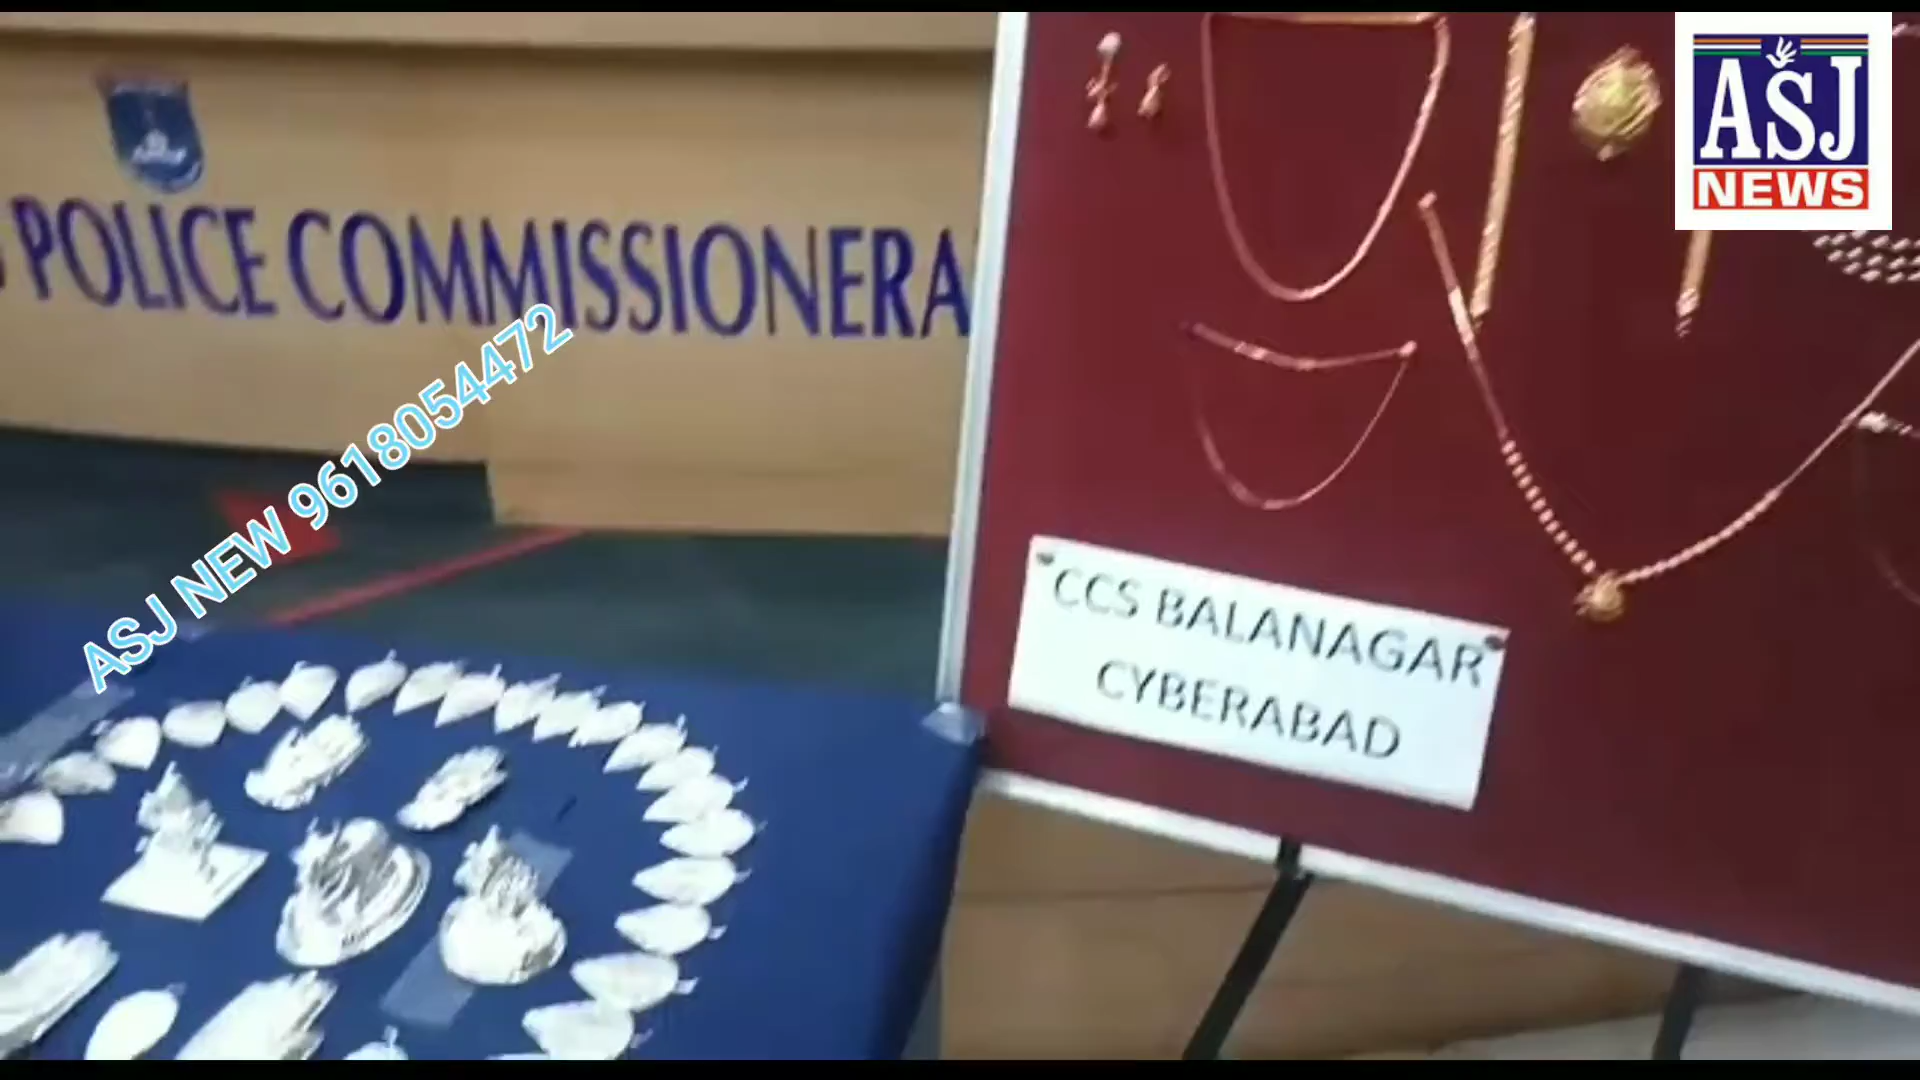 ASJ
NEWS
POLICE COMMISSIONERA
ASJ NEW 9618054472
CCS BALANAGAR
CYBERABAD